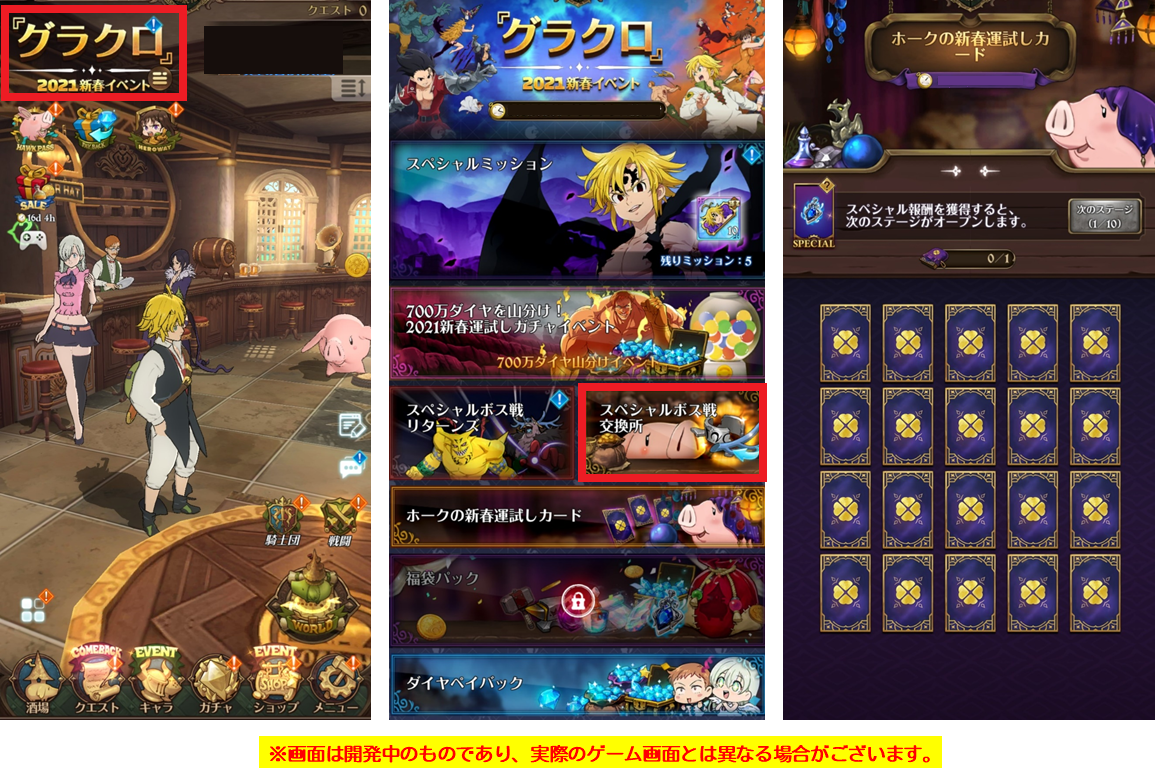 クエスト 0
『グラクロ』
2021新春イベント
HAWK PASS
PAY BACK
HERO WAY
R HAT
SALE
16d 4h
騎士団
戦闘
WORLD
COMEBACK
EVENT
EVENT
SHOP
酒場
クエスト
キャラ
ガチャ
ショップ
メニュー
『グラクロ』
2021新春イベント
スペシャルミッション
10
残りミッション：5
700万ダイヤを山分け！
2021新春運試しガチャイベント
700万ダイヤ山分けイベント
スペシャルボス戦
リターンズ
スペシャルボス戦
交換所
ホークの新春運試しカード
福袋パック
ダイヤペイパック
ホークの新春運試しカ
ード
SPECIAL
スペシャル報酬を獲得すると、
次のステージがオープンします。
次のステージ
(1/10)
0/1
※画面は開発中のものであり、実際のゲーム画面とは異なる場合がございます。